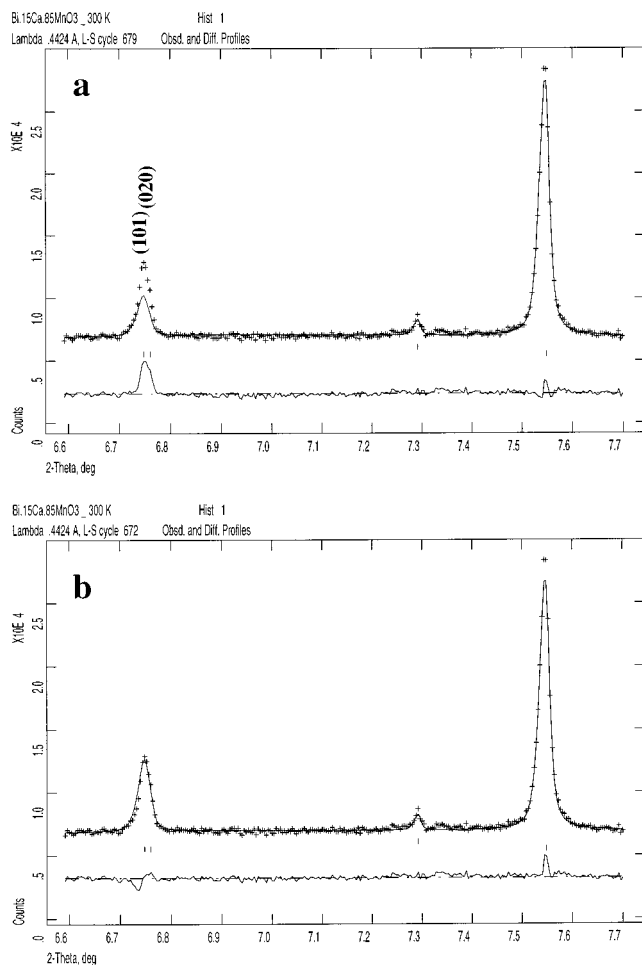 Bi.15Ca.85MnO3 _ 300 K Hist 1
Lambda .4424 A, L-S cycle 679 Obsd. and Diff. Profiles
a
X10E 4
2.5
2.0
1.5
1.0
.5
.0
Counts
(101)
(020)
6.6 6.7 6.8 6.9 7.0 7.1 7.2 7.3 7.4 7.5 7.6 7.7
2-Theta, deg
Bi.15Ca.85MnO3 _ 300 K Hist 1
Lambda .4424 A, L-S cycle 672 Obsd. and Diff. Profiles
b
X10E 4
2.5
2.0
1.5
1.0
.5
.0
Counts
6.6 6.7 6.8 6.9 7.0 7.1 7.2 7.3 7.4 7.5 7.6 7.7
2-Theta, deg